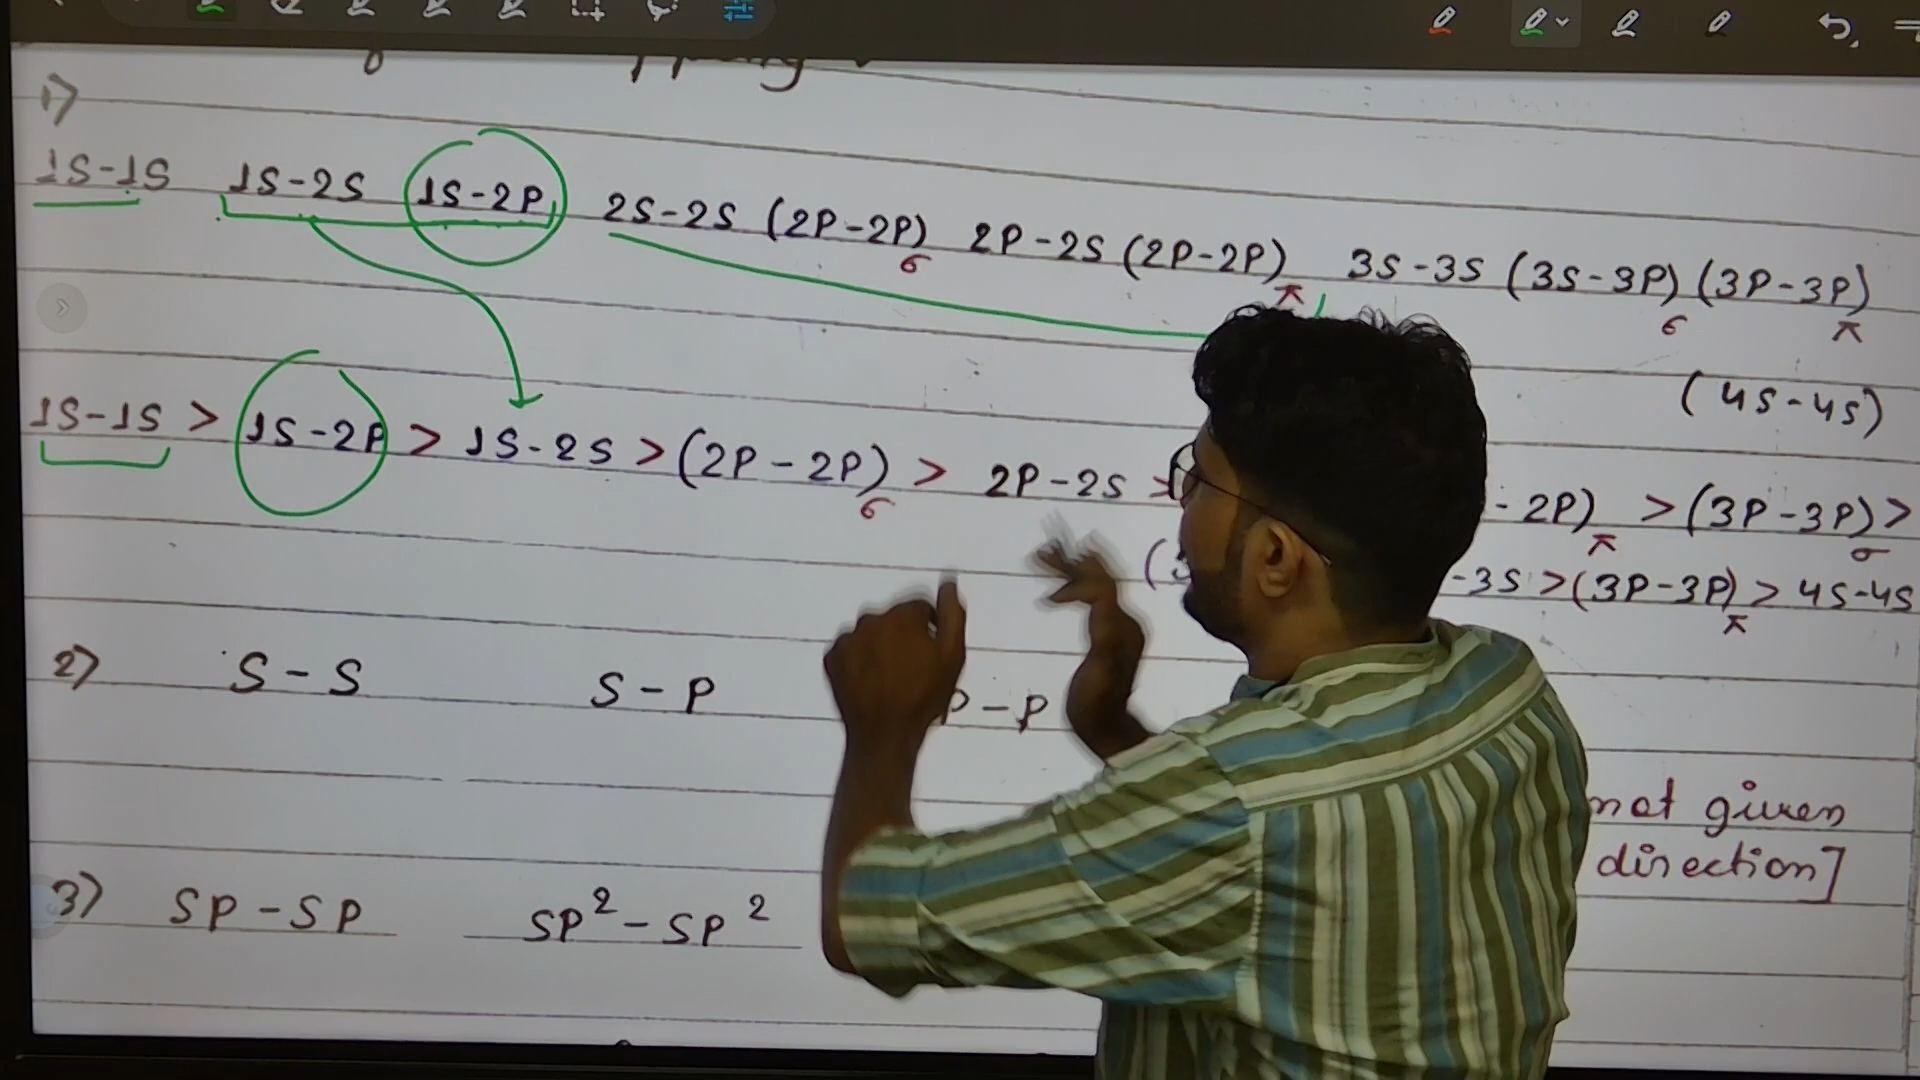 1)
1S-1S 1S-2S 1S-2P 2S-2S (2P-2P)σ 2P-2S (2P-2P)π 3S-3S (3S-3P)σ (3P-3P)π
(4S-4S)
1S-1S > 1S-2P > 1S-2S > (2P-2P)σ > 2P-2S > - 2P)π > (3P-3P)σ >
-3S > (3P-3P)π > 4S-4S
2) S-S S-P P-P
not given
direction]
3) SP-SP SP²-SP²